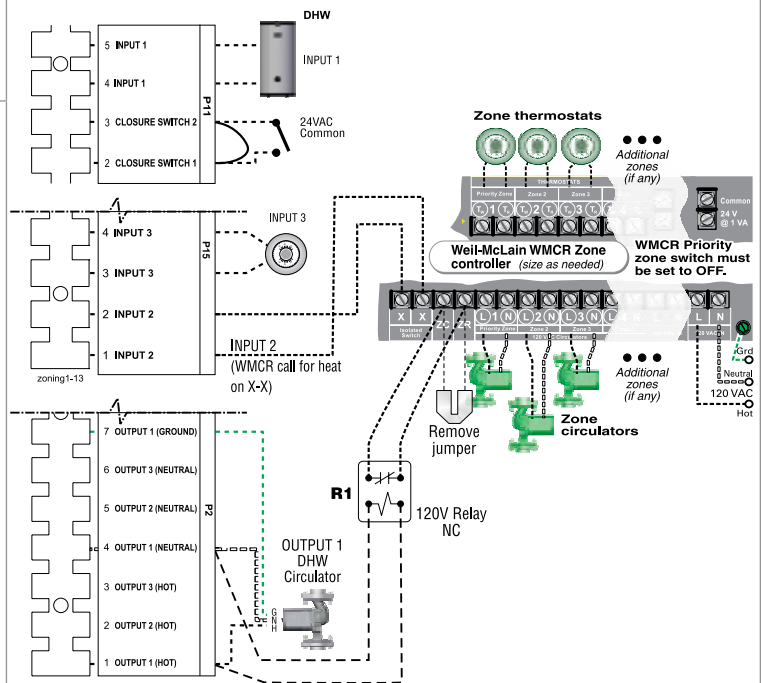 DHW
5 INPUT 1
INPUT 1
4 INPUT 1
P11
3 CLOSURE SWITCH 2
24VAC
Common
2 CLOSURE SWITCH 1
Zone thermostats
Additional
zones
(if any)
THERMOSTATS
Priority Zone
Zone 2
Zone 3
1
2
3
Common
24 V
@ 1 VA
Weil-McLain WMCR Zone
controller (size as needed)
WMCR Priority
zone switch must
be set to OFF.
4 INPUT 3
P15
INPUT 3
3 INPUT 3
2 INPUT 2
1 INPUT 2
INPUT 2
(WMCR call for heat
on X-X)
zoning1-13
X X ZC ZR L 1 N L 2 N L 3 N L N
Isolated
Switch
Priority Zone
Zone 2
Zone 3
120 VAC
Grd
Neutral
120 VAC
Hot
Additional
zones
(if any)
Zone
circulators
Remove
jumper
7 OUTPUT 1 (GROUND)
6 OUTPUT 3 (NEUTRAL)
P2
5 OUTPUT 2 (NEUTRAL)
4 OUTPUT 1 (NEUTRAL)
3 OUTPUT 3 (HOT)
2 OUTPUT 2 (HOT)
1 OUTPUT 1 (HOT)
R1
120V Relay
NC
OUTPUT 1
DHW
Circulator
G
N
H